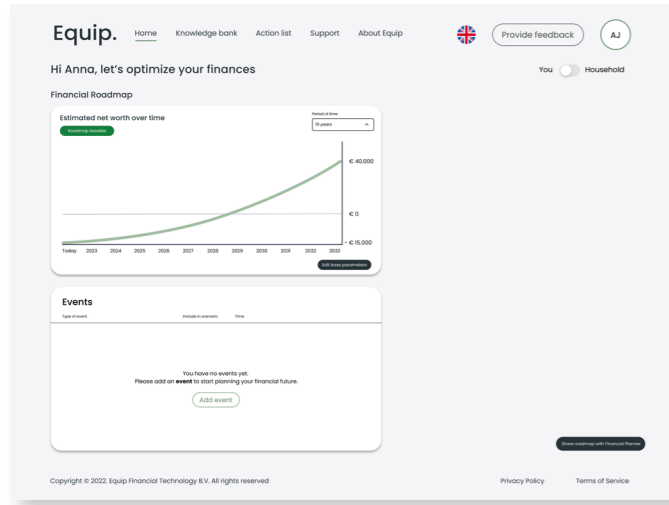 Equip.
Home Knowledge bank Action list Support About Equip Provide feedback AJ
Hi Anna, let's optimize your finances
You Household
Financial Roadmap
Estimated net worth over time
Roadmap feasible
Period of time
10 years
€ 40.000
€ 0
- € 15.000
Today 2023 2024 2025 2026 2027 2028 2029 2030 2031 2032 2033
Edit base parameters
Events
Type of event Include in scenario Time
You have no events yet.
Please add an event to start planning your financial future.
Add event
Share roadmap with Financial Planner
Copyright © 2022. Equip Financial Technology B.V. All rights reserved Privacy Policy Terms of Service